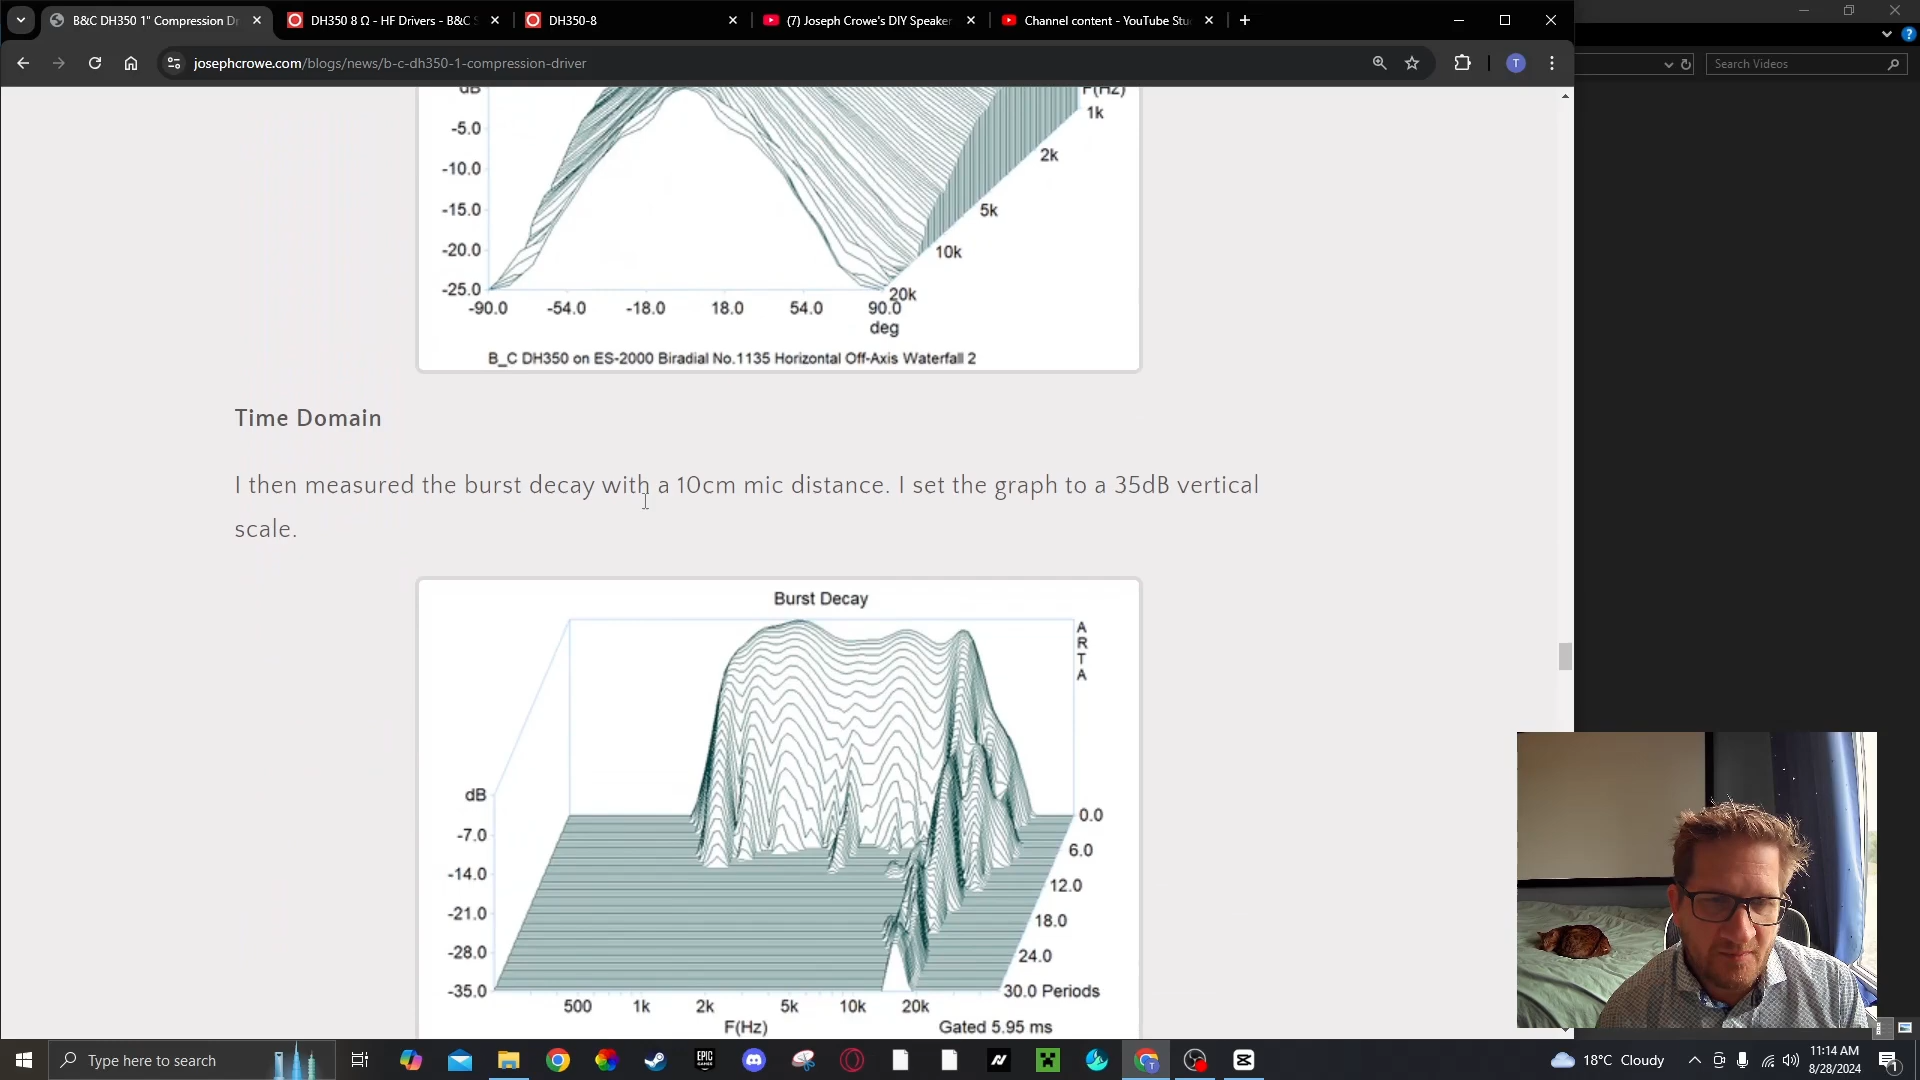 B&C DH350 1" Compression Dr
DH350 8 Ω - HF Drivers - B&C S
DH350-8
(7) Joseph Crowe's DIY Speaker
Channel content - YouTube Stu
josephcrowe.com/blogs/news/b-c-dh350-1-compression-driver
T
Search Videos
dB
-5.0
-10.0
-15.0
-20.0
-25.0
-90.0 -54.0 -18.0 18.0 54.0 90.0
deg
F(Hz)
1k
2k
5k
10k
20k
B_C DH350 on ES-2000 Biradial No.1135 Horizontal Off-Axis Waterfall 2
Time Domain
I then measured the burst decay with a 10cm mic distance. I set the graph to a 35dB vertical
scale.
Burst Decay
A
R
T
A
dB
-7.0
-14.0
-21.0
-28.0
-35.0
0.0
6.0
12.0
18.0
24.0
30.0 Periods
500 1k 2k 5k 10k 20k
F(Hz)
Gated 5.95 ms
Type here to search
EPIC GAMES
18°C Cloudy
11:14 AM
8/28/2024
1